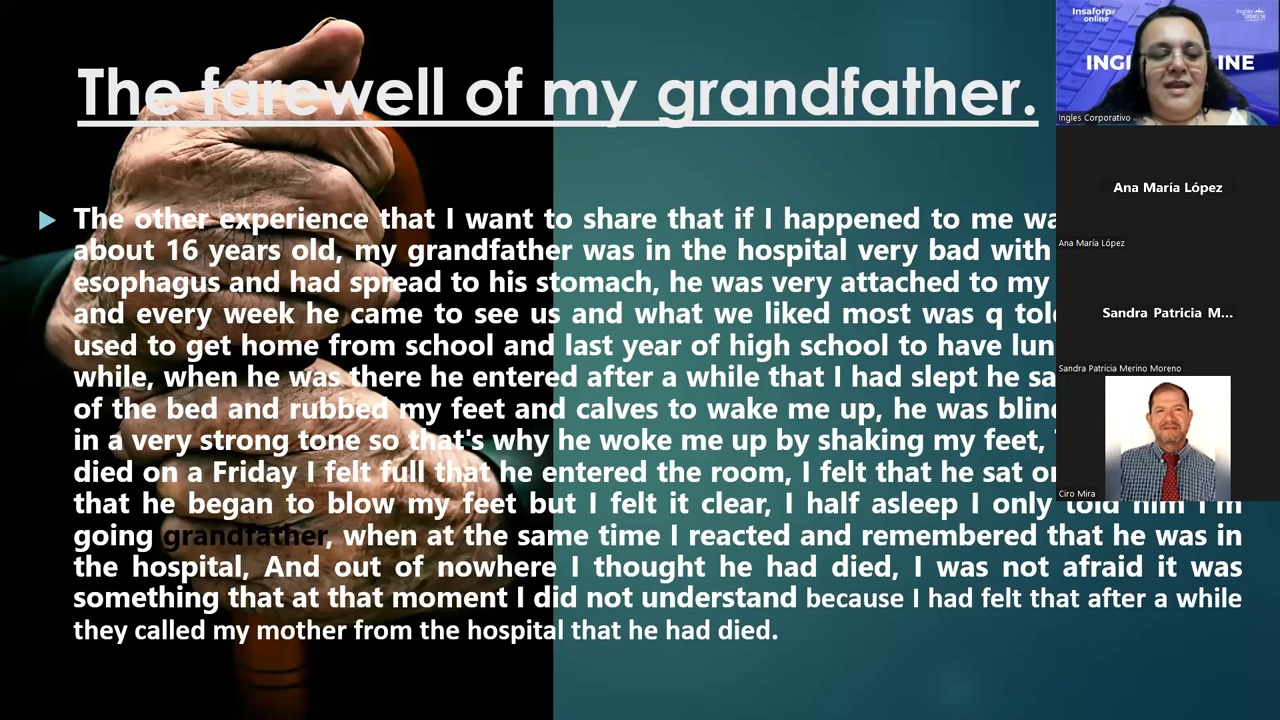 The farewell of my grandfather.
The other experience that I want to share that if I happened to me
about 16 years old, my grandfather was in the hospital very bad with
esophagus and had spread to his stomach, he was very attached to my
and every week he came to see us and what we liked most was q
used to get home from school and last year of high school to have
while, when he was there he entered after a while that I had slept he
of the bed and rubbed my feet and calves to wake me up, he was
in a very strong tone so that's why he woke me up by shaking my feet,
died on a Friday I felt full that he entered the room, I felt that he sat
that he began to blow my feet but I felt it clear, I half asleep I only told him I'm
going grandfather, when at the same time I reacted and remembered that he was in
the hospital, And out of nowhere I thought he had died, I was not afraid it was
something that at that moment I did not understand because I had felt that after a while
they called my mother from the hospital that he had died.
Insaforp
online
INGL INE
Ingles Corporativo
Ana María López
Ana María López
Sandra Patricia M...
Sandra Patricia Merino Moreno
Ciro Mira